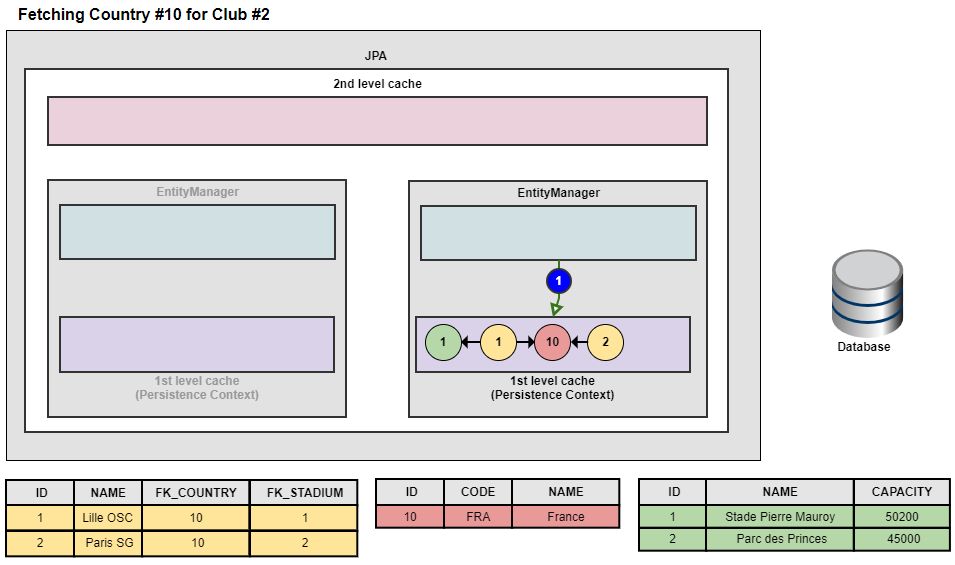 Fetching Country #10 for Club #2
JPA
2nd level cache
EntityManager
EntityManager
1
1 1 10 2
1st level cache
(Persistence Context)
1st level cache
(Persistence Context)
Database
ID NAME FK_COUNTRY FK_STADIUM
1 Lille OSC 10 1
2 Paris SG 10 2
ID CODE NAME
10 FRA France
ID NAME CAPACITY
1 Stade Pierre Mauroy 50200
2 Parc des Princes 45000